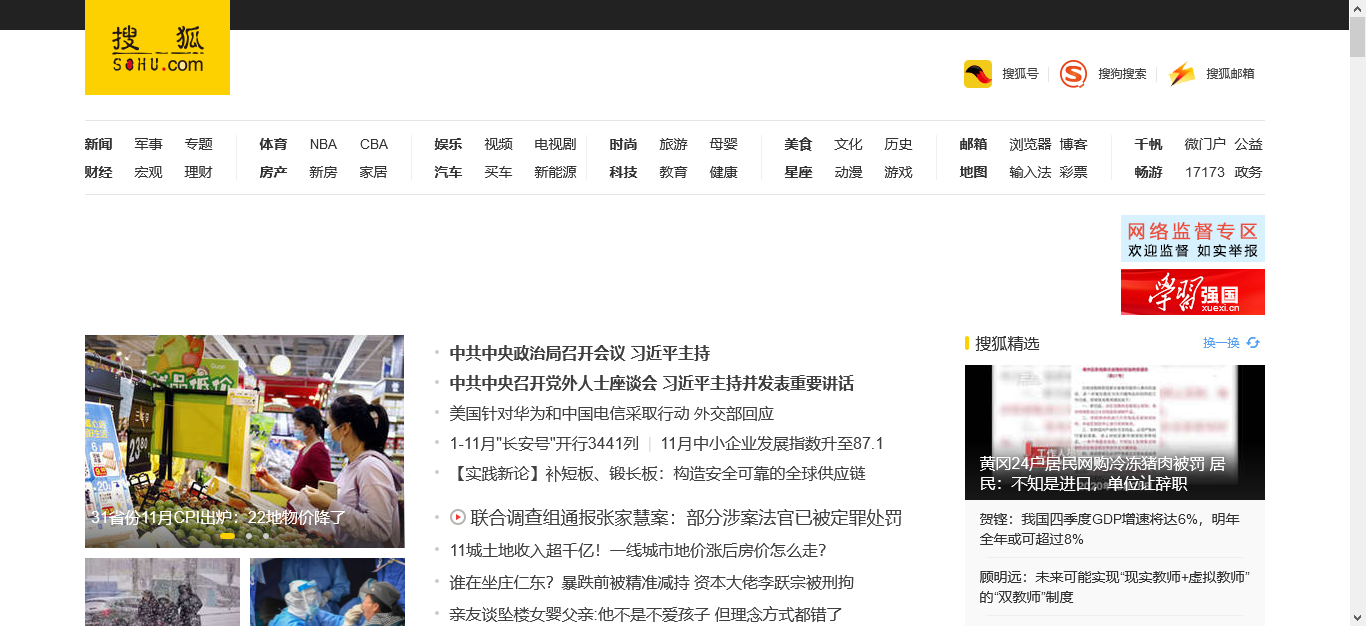 搜狐
SOHU.com
搜狐号 搜狗搜索 搜狐邮箱
新闻 军事 专题 体育 NBA CBA 娱乐 视频 电视剧 时尚 旅游 母婴 美食 文化 历史 邮箱 浏览器 博客 千帆 微门户 公益
财经 宏观 理财 房产 新房 家居 汽车 买车 新能源 科技 教育 健康 星座 动漫 游戏 地图 输入法 彩票 畅游 17173 政务
网络监督专区
欢迎监督 如实举报
学习强国
xuexi.cn
31省份11月CPI出炉：22地物价降了
中共中央政治局召开会议 习近平主持
中共中央召开党外人士座谈会 习近平主持并发表重要讲话
美国针对华为和中国电信采取行动 外交部回应
1-11月"长安号"开行3441列 | 11月中小企业发展指数升至87.1
【实践新论】补短板、锻长板：构造安全可靠的全球供应链
联合调查组通报张家慧案：部分涉案法官已被定罪处罚
11城土地收入超千亿！一线城市地价涨后房价怎么走？
谁在坐庄仁东？暴跌前被精准减持 资本大佬李跃宗被刑拘
亲友谈坠楼女婴父亲:他不是不爱孩子 但理念方式都错了
搜狐精选 换一换
黄冈24户居民网购冷冻猪肉被罚 居
民：不知是进口，单位让辞职
贺铿：我国四季度GDP增速将达6%，明年
全年或可超过8%
顾明远：未来可能实现“现实教师+虚拟教师”
的“双教师”制度